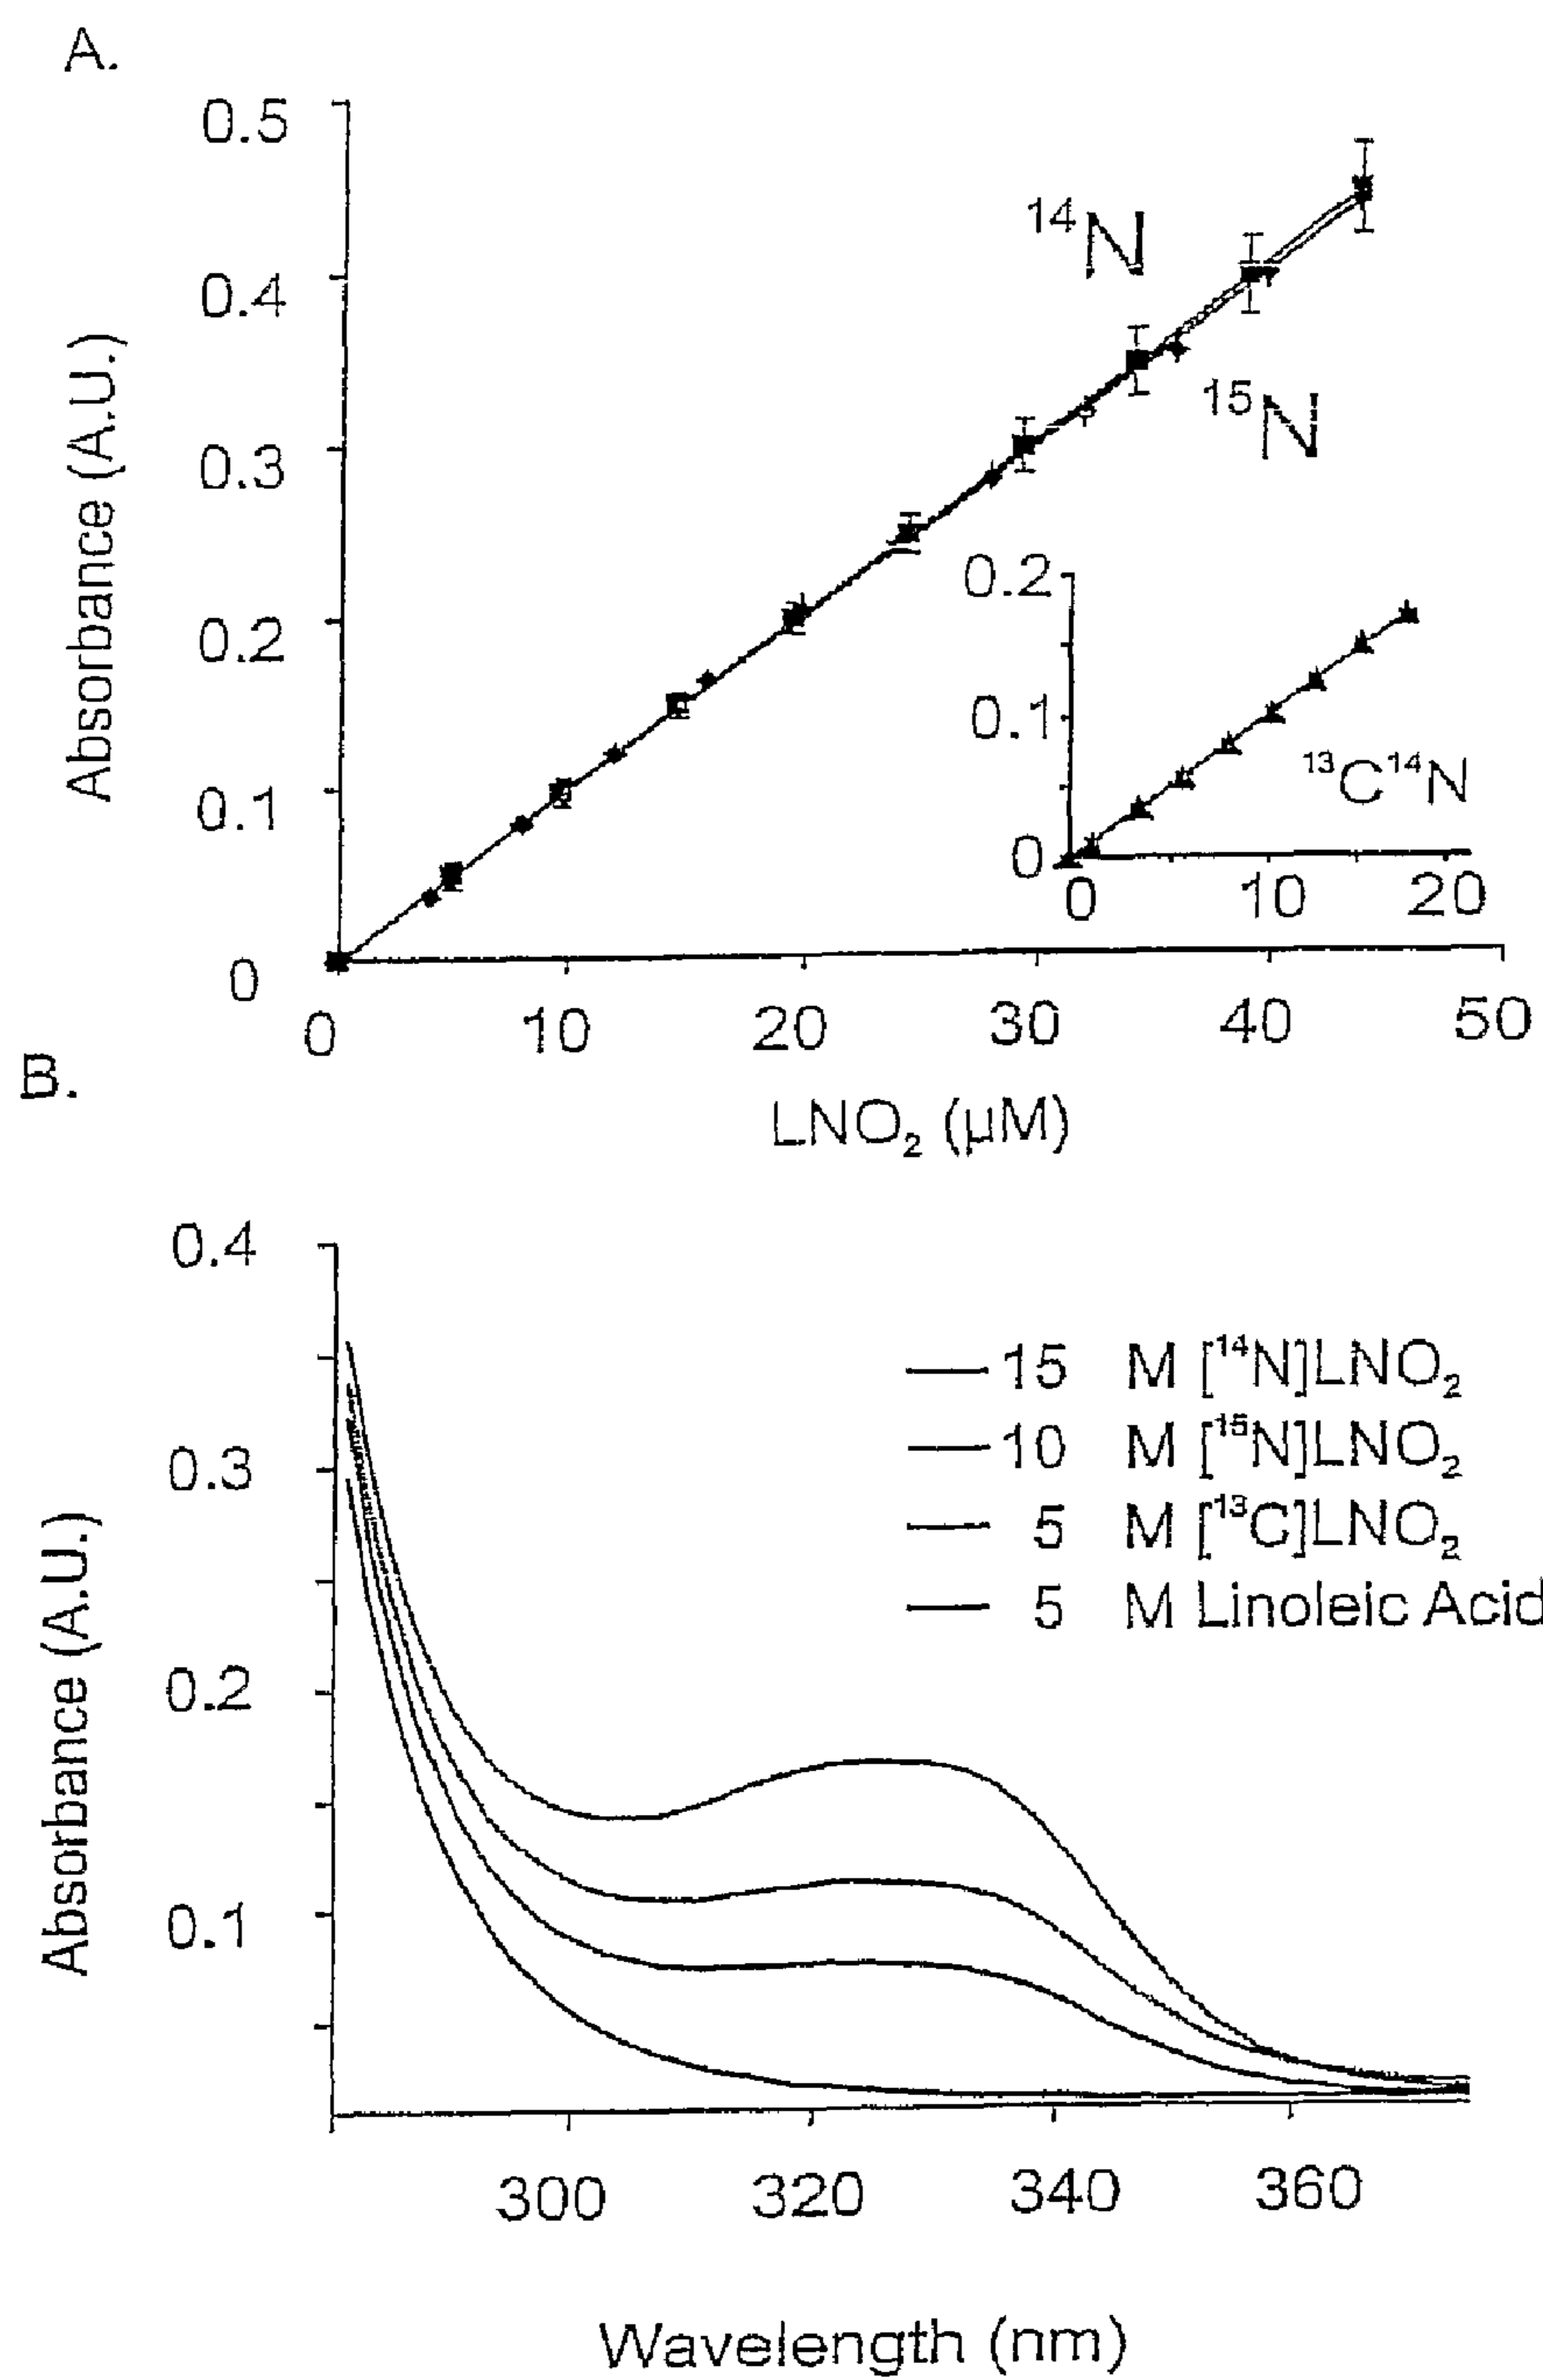 A.
0.5
0.4
0.3
0.2
0.1
0
Absorbance (A.U.)
¹⁴N
¹⁵N
0.2
0.1
0
¹³C¹⁴N
0 10 20
0 10 20 30 40 50
LNO₂ (µM)
B.
0.4
0.3
0.2
0.1
Absorbance (A.U.)
15 M [¹⁴N]LNO₂
10 M [¹⁵N]LNO₂
5 M [¹³C]LNO₂
5 M Linoleic Acid
300 320 340 360
Wavelength (nm)